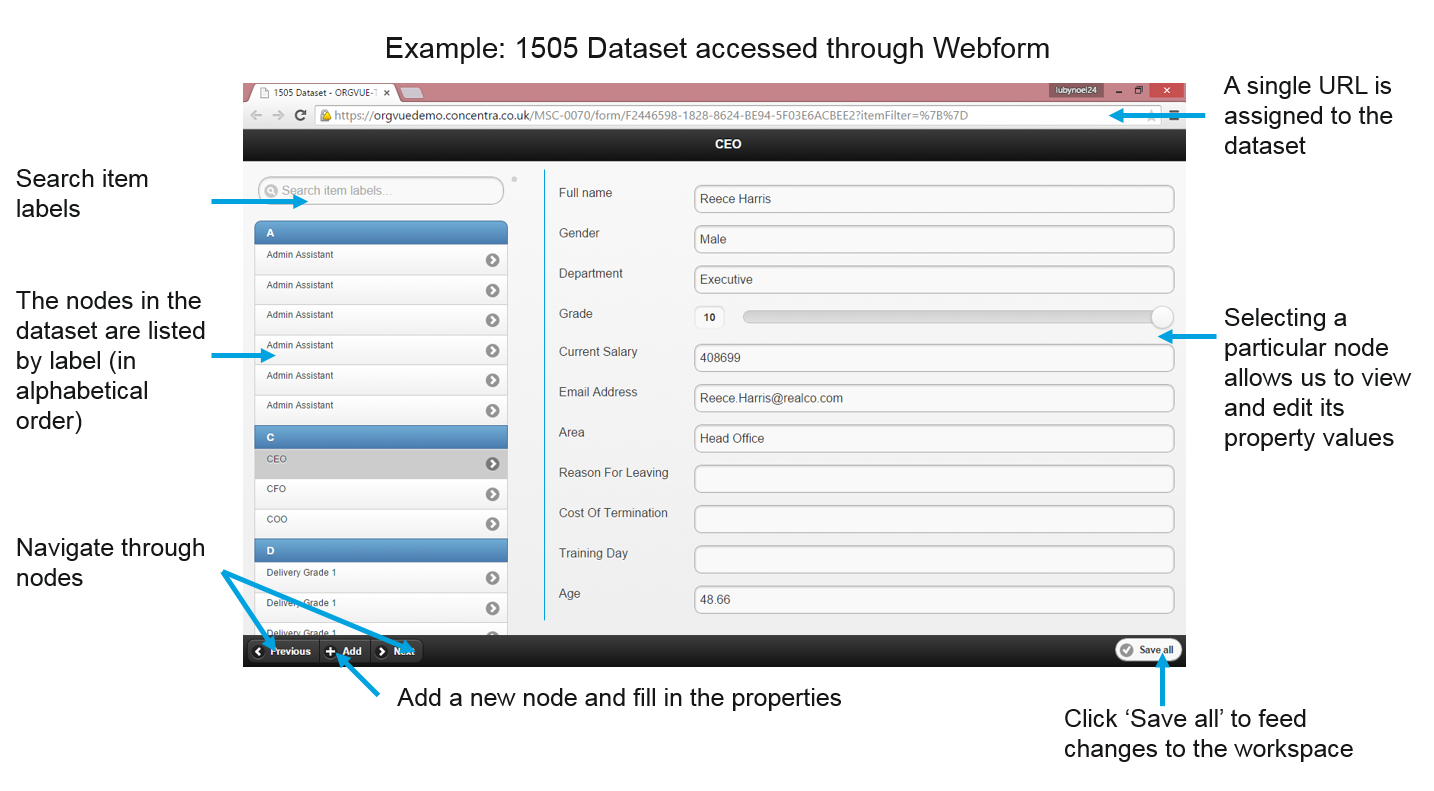 Example: 1505 Dataset accessed through Webform
1505 Dataset - ORGVUE-T
lubynoel24
https://orgvuedemo.concentra.co.uk/MSC-0070/form/F2446598-1828-8624-BE94-5F03E6ACBEE2?itemFilter=%7B%7D
A single URL is
assigned to the
dataset
CEO
Search item
labels
Search item labels...
A
Admin Assistant
Admin Assistant
Admin Assistant
Admin Assistant
Admin Assistant
Admin Assistant
C
CEO
CFO
COO
D
Delivery Grade 1
Delivery Grade 1
Delivery Grade 1
The nodes in the
dataset are listed
by label (in
alphabetical
order)
Full name
Reece Harris
Gender
Male
Department
Executive
Grade
10
Current Salary
408699
Email Address
Reece.Harris@realco.com
Area
Head Office
Reason For Leaving
Cost Of Termination
Training Day
Age
48.66
Selecting a
particular node
allows us to view
and edit its
property values
Navigate through
nodes
Previous
Add
Next
Save all
Add a new node and fill in the properties
Click ‘Save all’ to feed
changes to the workspace